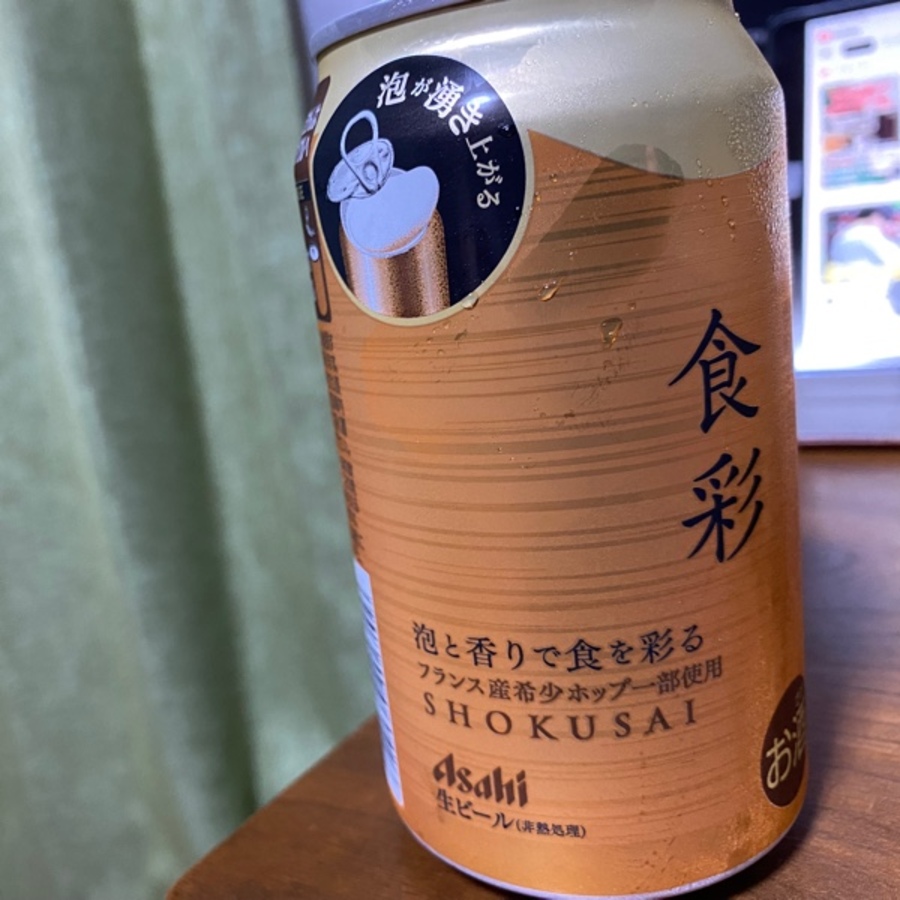 泡が湧き上がる
食彩
泡と香りで食を彩る
フランス産希少ホップ一部使用
SHOKUSAI
Asahi
生ビール(非熱処理)
お酒